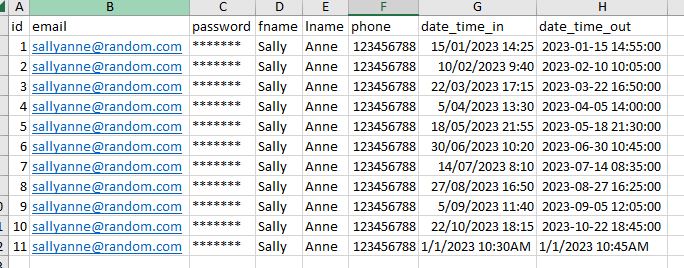 A B C D E F G H
id email password fname lname phone date_time_in date_time_out
1 sallyanne@random.com ******* Sally Anne 123456788 15/01/2023 14:25 2023-01-15 14:55:00
2 sallyanne@random.com ******* Sally Anne 123456788 10/02/2023 9:40 2023-02-10 10:05:00
3 sallyanne@random.com ******* Sally Anne 123456788 22/03/2023 17:15 2023-03-22 16:50:00
4 sallyanne@random.com ******* Sally Anne 123456788 5/04/2023 13:30 2023-04-05 14:00:00
5 sallyanne@random.com ******* Sally Anne 123456788 18/05/2023 21:55 2023-05-18 21:30:00
6 sallyanne@random.com ******* Sally Anne 123456788 30/06/2023 10:20 2023-06-30 10:45:00
7 sallyanne@random.com ******* Sally Anne 123456788 14/07/2023 8:10 2023-07-14 08:35:00
8 sallyanne@random.com ******* Sally Anne 123456788 27/08/2023 16:50 2023-08-27 16:25:00
9 sallyanne@random.com ******* Sally Anne 123456788 5/09/2023 11:40 2023-09-05 12:05:00
10 sallyanne@random.com ******* Sally Anne 123456788 22/10/2023 18:15 2023-10-22 18:45:00
11 sallyanne@random.com ******* Sally Anne 123456788 1/1/2023 10:30AM 1/1/2023 10:45AM